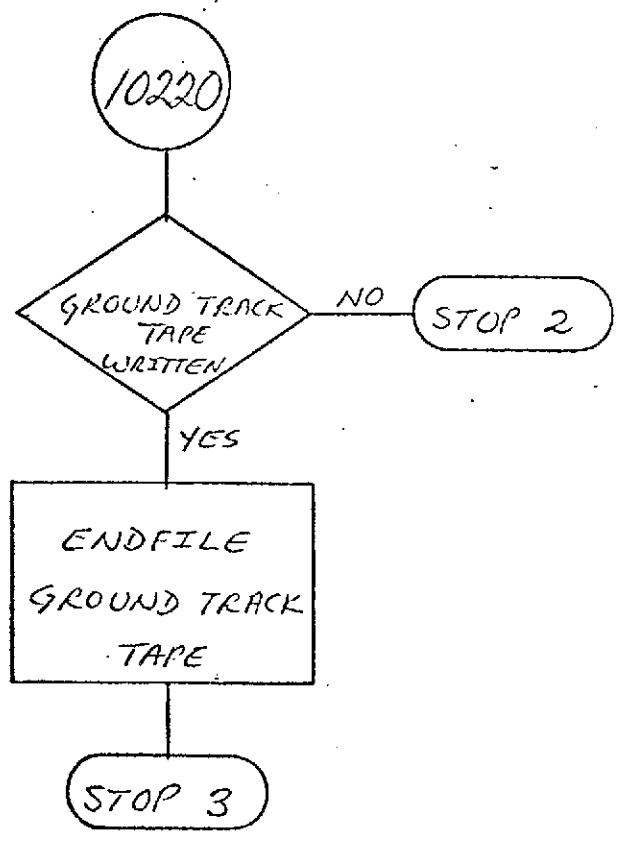 10220
GROUND TRACK
TAPE
WRITTEN
NO
STOP 2
YES
ENDFILE
GROUND TRACK
TAPE
STOP 3